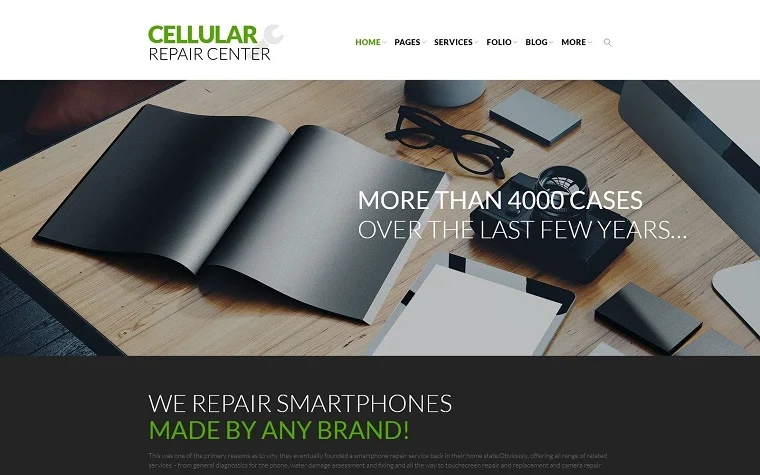 CELLULAR
REPAIR CENTER
HOME PAGES SERVICES FOLIO BLOG MORE
MORE THAN 4000 CASES
OVER THE LAST FEW YEARS...
WE REPAIR SMARTPHONES
MADE BY ANY BRAND!
This was one of the primary reasons as to why they eventually founded a smartphone repair service back in their home state.Obviously, offering all range of related
services – from general diagnostics for the phone, water damage assessment and fixing and all the way to touchscreen repair and replacement and camera repair